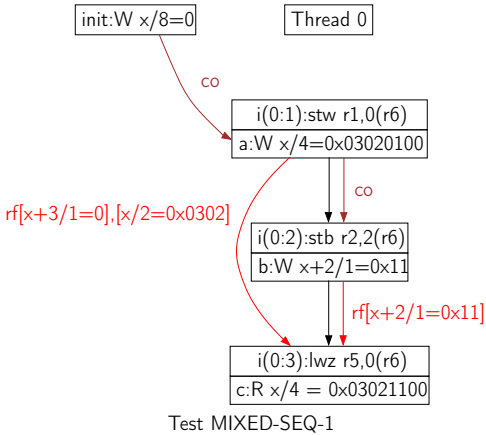 init:W x/8=0
Thread 0
co
i(0:1):stw r1,0(r6)
a:W x/4=0x03020100
co
rf[x+3/1=0],[x/2=0x0302]
i(0:2):stb r2,2(r6)
b:W x+2/1=0x11
rf[x+2/1=0x11]
i(0:3):lwz r5,0(r6)
c:R x/4 = 0x03021100
Test MIXED-SEQ-1